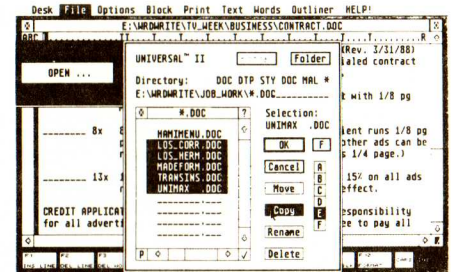 Desk File Options Block Print Text Words Outliner HELP!
E:\WRDWRITE\TV_WEEK\BUSINESS\CONTRACT.DOC
(Rev. 3/31/88)
OPEN ...
UNIVERSAL™ II
Folder
ialed contract
Directory: DOC DTP STY DOC MAL *
E:\WRDWRITE\JOB_WORK\*.DOC
t with 1/8 pg
*.DOC ?
Selection:
UNIMAX .DOC
MAMIMENU.DOC
LOS_CORR.DOC
LOS_HERM.DOC
MADEFORM.DOC
TRANSINS.DOC
UNIMAX .DOC
OK F
Cancel
Move
Copy
Rename
Delete
A
B
C
D
E
F
8x
ient runs 1/8 pg
other ads can be
s 1/4 page.)
13x
15% on all ads
effect.
CREDIT APPLICAT
esponsibility
for all adverti
ee to pay all
P